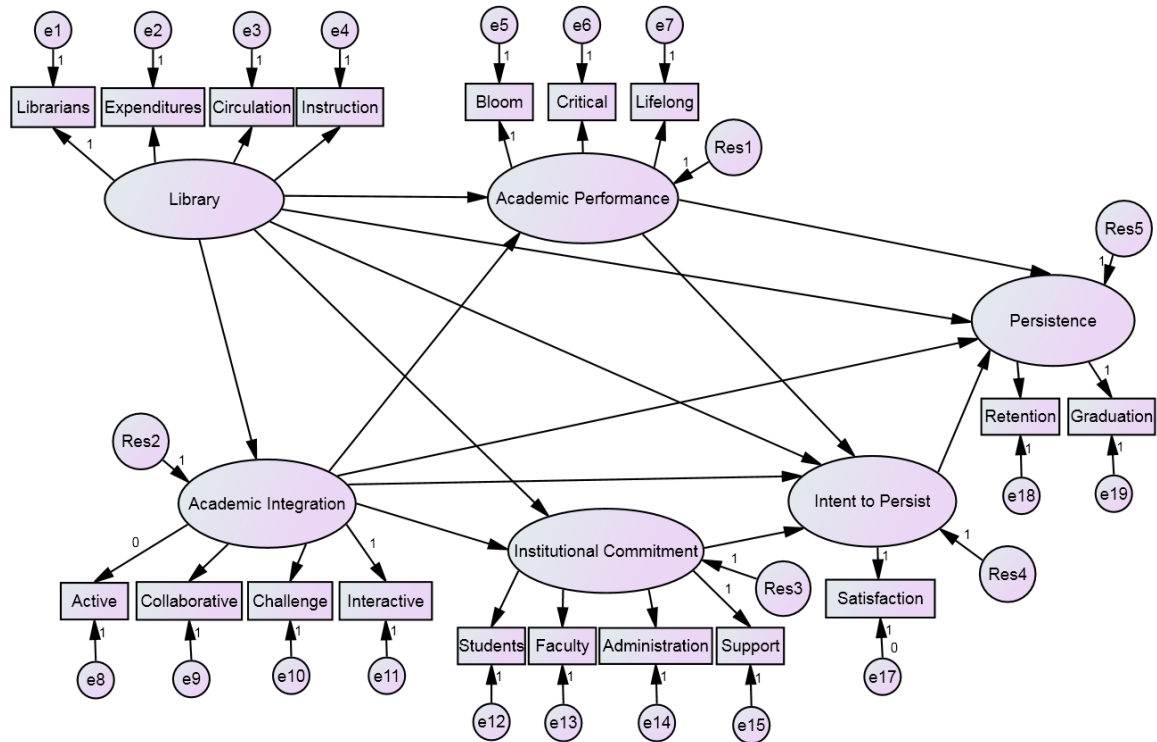 e1 e2 e3 e4 e5 e6 e7
1 1 1 1 1 1 1
Librarians Expenditures Circulation Instruction Bloom Critical Lifelong
1 1 Res1
1
Library Academic Performance
Res5
1
Persistence
1
Retention Graduation
Res2
1 1 1
Academic Integration Intent to Persist e18 e19
0 1 Institutional Commitment 1 1
1 Res3 Res4
Active Collaborative Challenge Interactive 1 Satisfaction
1 1 1 1 Students Faculty Administration Support 1
0
e8 e9 e10 e11 1 1 1 1 e17
e12 e13 e14 e15